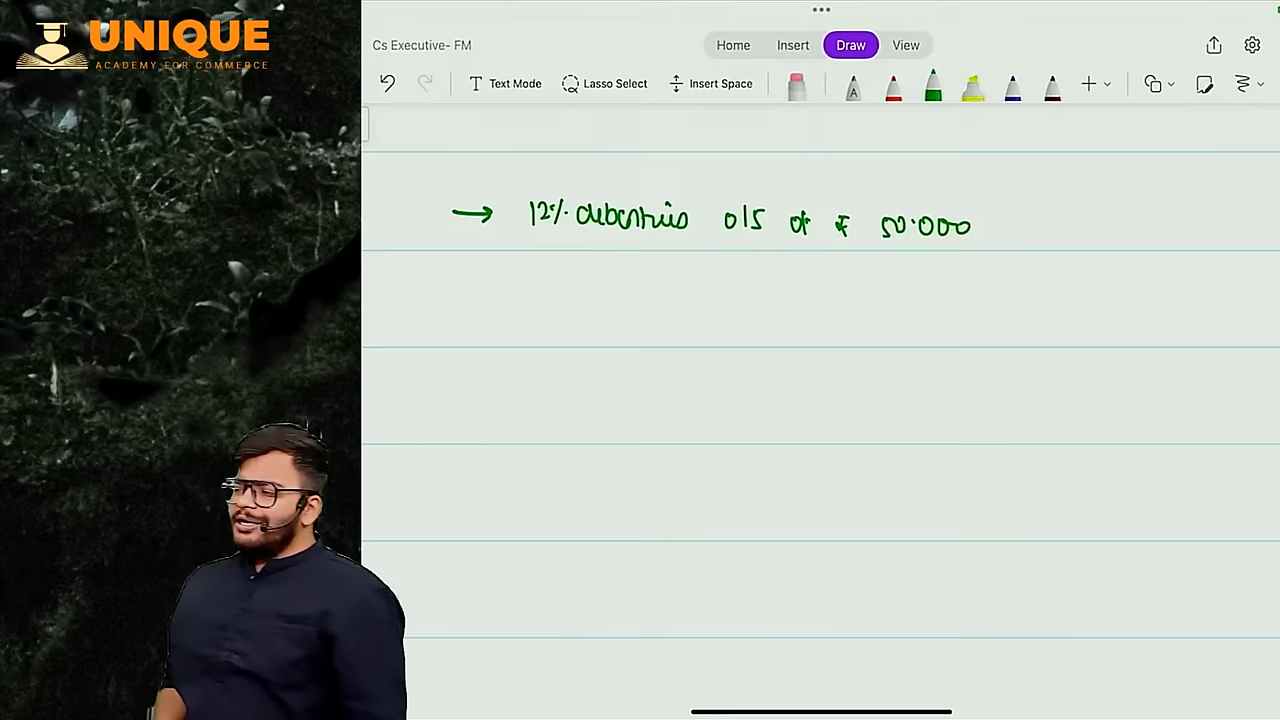 UNIQUE
ACADEMY FOR COMMERCE
Cs Executive- FM
Home Insert Draw View
Text Mode Lasso Select Insert Space
A
→ 12% debentures o/s of ₹ 50,000